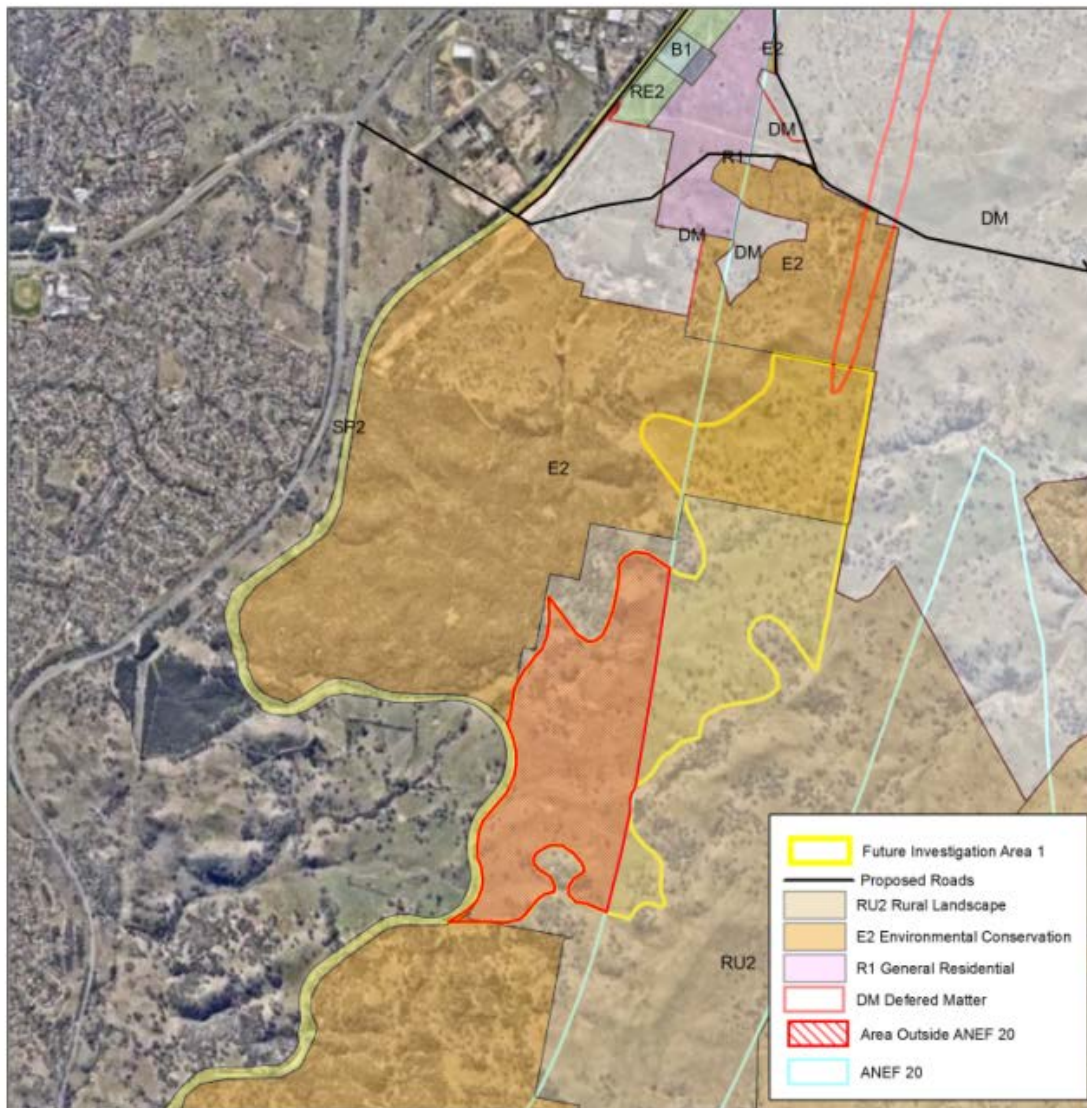 B1
E2
RE2
DM
R1
DM
DM
DM
E2
SP2
E2
RU2
Future Investigation Area 1
Proposed Roads
RU2 Rural Landscape
E2 Environmental Conservation
R1 General Residential
DM Defered Matter
Area Outside ANEF 20
ANEF 20